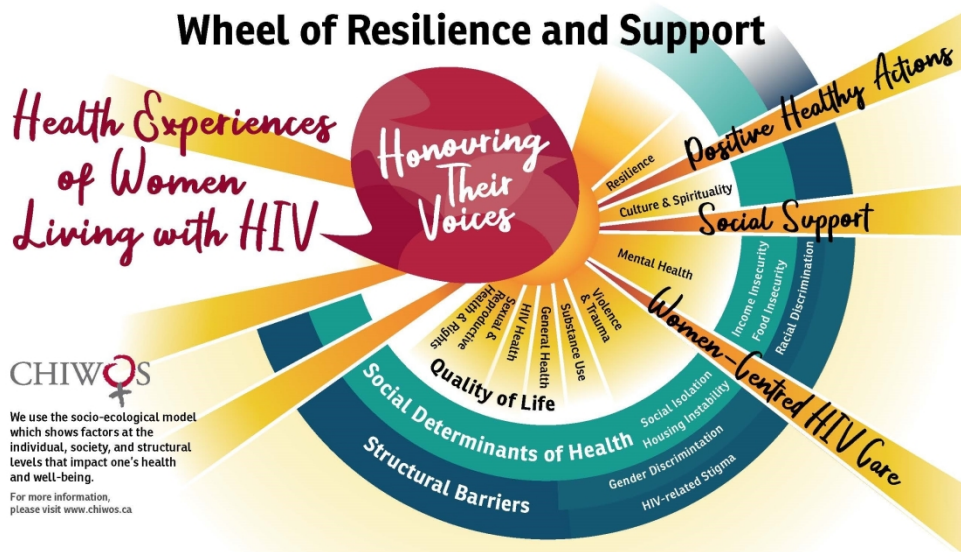 Wheel of Resilience and Support
Health Experiences
of Women
Living with HIV
Honouring
Their
Voices
Positive Healthy Actions
Social Support
Women-Centred HIV Care
Resilience
Culture & Spirituality
Mental Health
Violence
& Trauma
Substance Use
General Health
HIV Health
Sexual &
Reproductive
Health & Rights
Quality of Life
Social Determinants of Health
Income Insecurity
Food Insecurity
Social Isolation
Housing Instability
Structural Barriers
Racial Discrimination
Gender Discrimintation
HIV-related Stigma
CHIWOS
We use the socio-ecological model
which shows factors at the
individual, society, and structural
levels that impact one's health
and well-being.
For more information,
please visit www.chiwos.ca